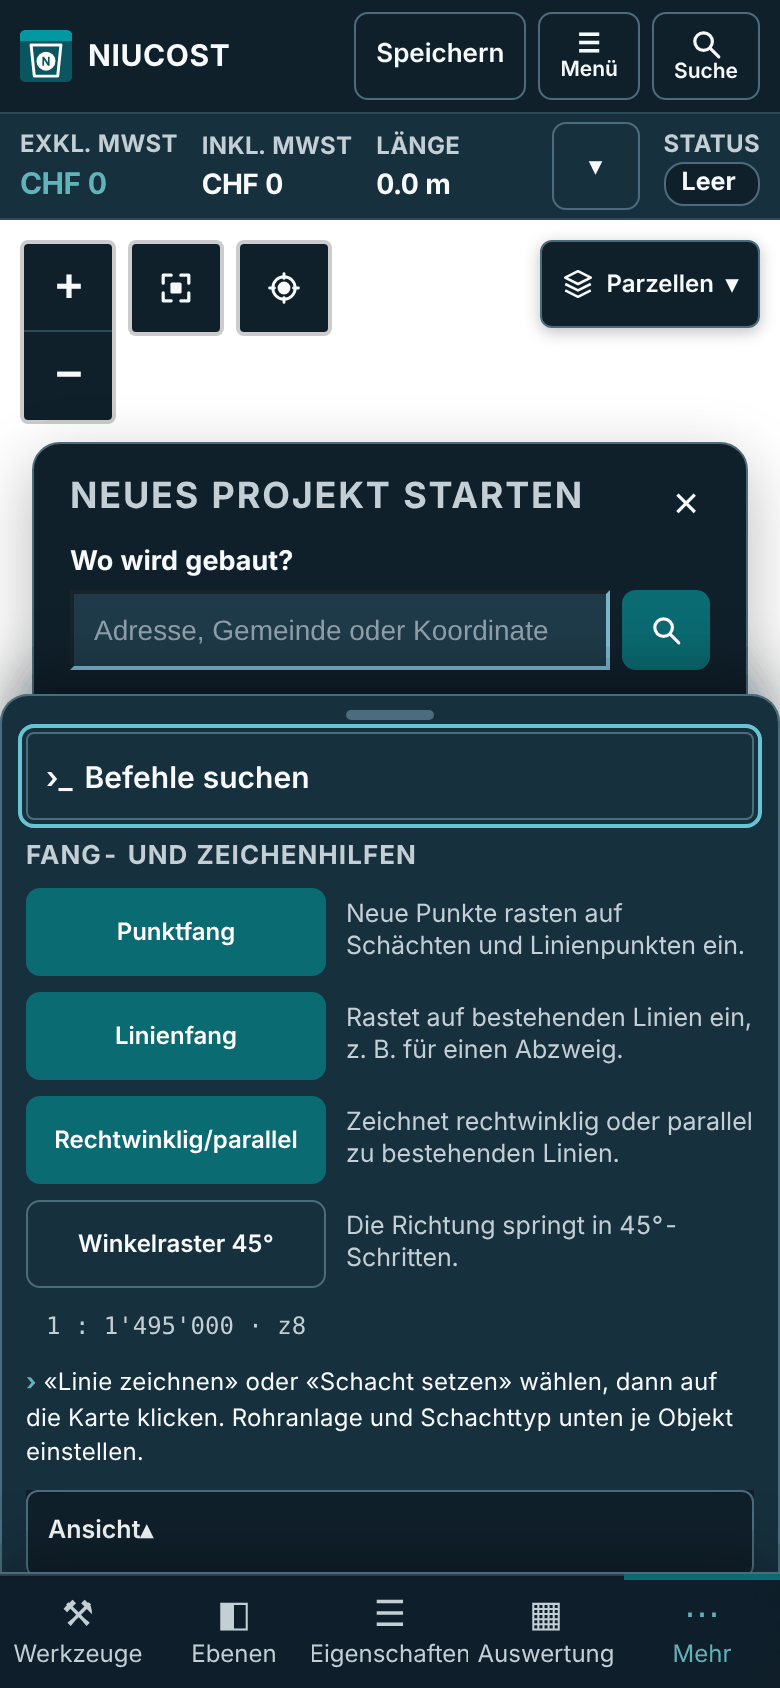 NIUCOST
Speichern
Menü
Suche
EXKL. MWST
CHF 0
INKL. MWST
CHF 0
LÄNGE
0.0 m
▼
STATUS
Leer
+
−
Parzellen ▾
NEUES PROJEKT STARTEN
×
Wo wird gebaut?
Adresse, Gemeinde oder Koordinate
›_ Befehle suchen
FANG- UND ZEICHENHILFEN
Punktfang
Neue Punkte rasten auf
Schächten und Linienpunkten ein.
Linienfang
Rastet auf bestehenden Linien ein,
z. B. für einen Abzweig.
Rechtwinklig/parallel
Zeichnet rechtwinklig oder parallel
zu bestehenden Linien.
Winkelraster 45°
Die Richtung springt in 45°-
Schritten.
1 : 1'495'000 · z8
› «Linie zeichnen» oder «Schacht setzen» wählen, dann auf
die Karte klicken. Rohranlage und Schachttyp unten je Objekt
einstellen.
Ansicht▴
Werkzeuge
Ebenen
Eigenschaften
Auswertung
Mehr